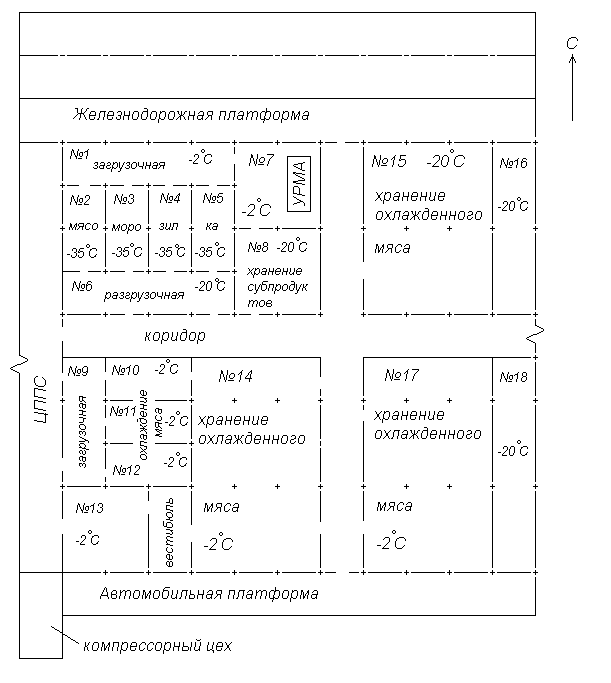 С
Железнодорожная платформа
№1
загрузочная -2°С
№7
-2°С
УРМА
№15 -20°С
хранение
охлажденного
мяса
№16
-20°С
№2
мясо
-35°С
№3
моро
-35°С
№4
зип
-35°С
№5
ка
-35°С
№8 -20°С
хранение
субпродук
тов
№6 -20°С
разгрузочная
коридор
ЦППС
№9
загрузочная
№10 -2°С
№11
-2°С
охлаждение
мяса
-2°С
№12
№14
хранение
охлажденного
мяса
-2°С
№17
хранение
охлажденного
мяса
-2°С
№18
-20°С
№13
-2°С
вестибюль
Автомобильная платформа
компрессорный цех